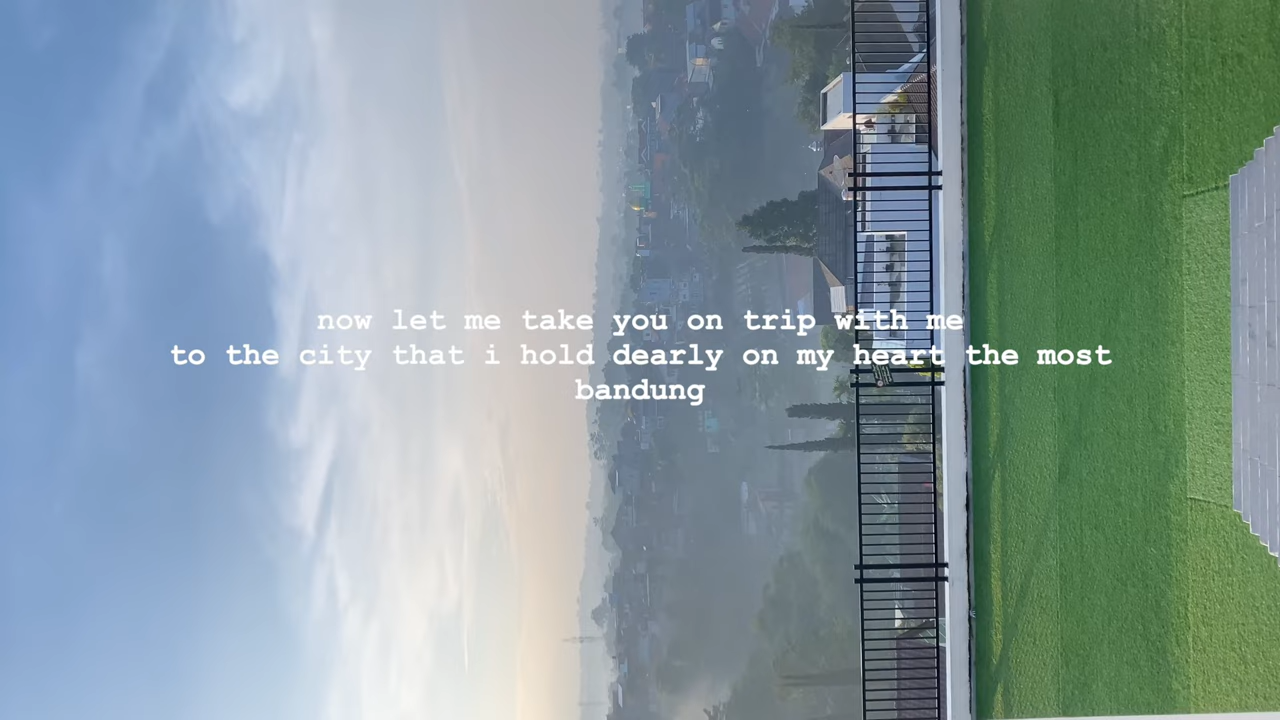 now let me take you on trip with me
to the city that i hold dearly on my heart the most
bandung